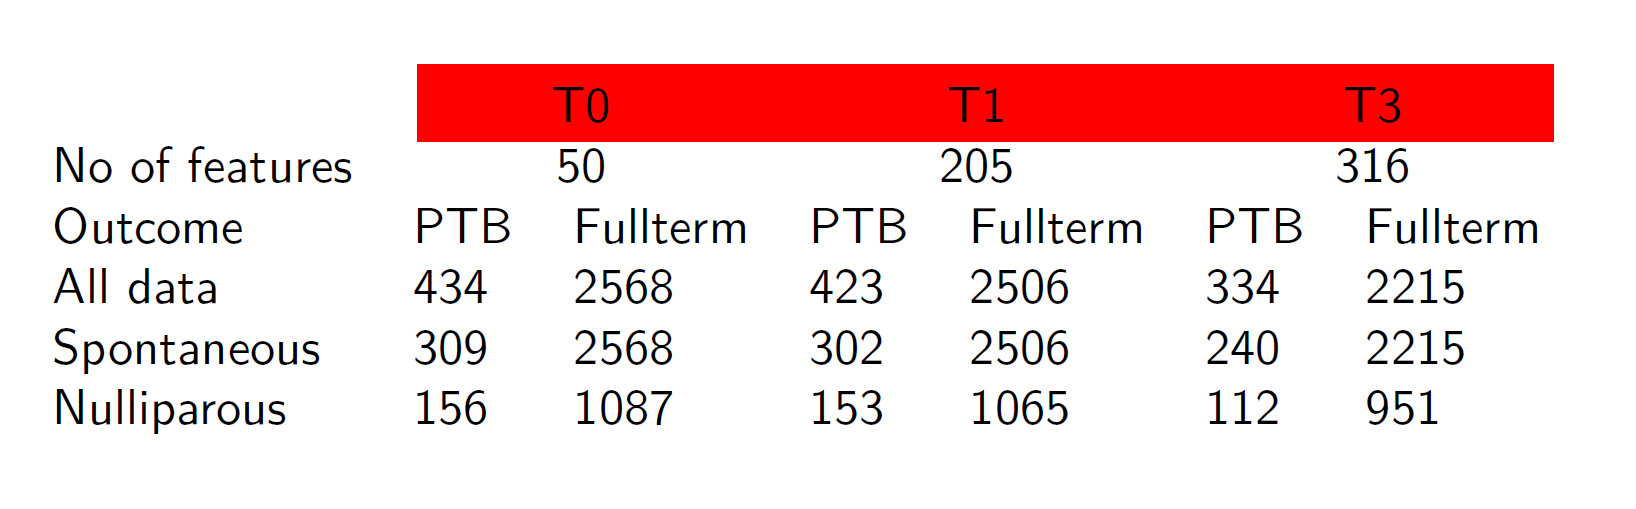 T0 T1 T3
No of features 50 205 316
Outcome PTB Fullterm PTB Fullterm PTB Fullterm
All data 434 2568 423 2506 334 2215
Spontaneous 309 2568 302 2506 240 2215
Nulliparous 156 1087 153 1065 112 951